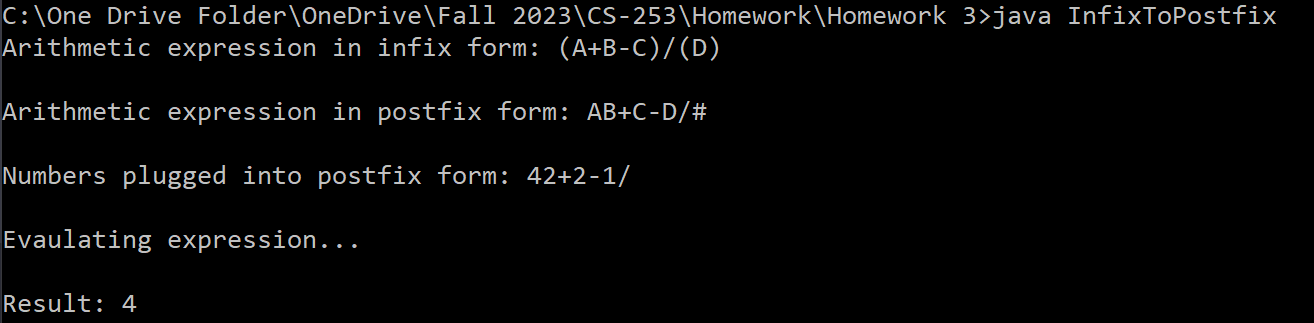 C:\One Drive Folder\OneDrive\Fall 2023\CS-253\Homework\Homework 3>java InfixToPostfix
Arithmetic expression in infix form: (A+B-C)/(D)
Arithmetic expression in postfix form: AB+C-D/#
Numbers plugged into postfix form: 42+2-1/
Evaulating expression...
Result: 4